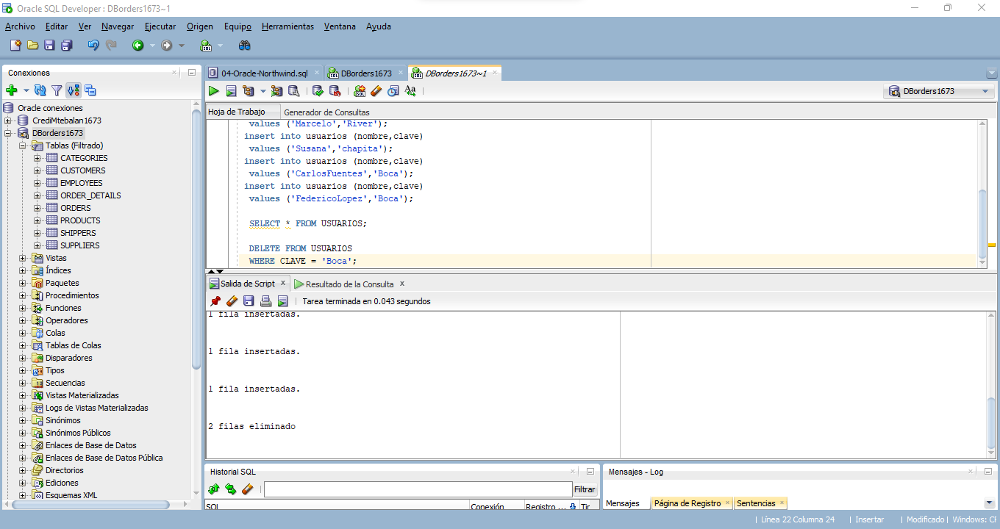 Oracle SQL Developer : DBorders1673~1
Archivo Editar Ver Navegar Ejecutar Origen Equipo Herramientas Ventana Ayuda
Conexiones
Oracle conexiones
CrediMtebalan1673
DBorders1673
Tablas (Filtrado)
CATEGORIES
CUSTOMERS
EMPLOYEES
ORDER_DETAILS
ORDERS
PRODUCTS
SHIPPERS
SUPPLIERS
Vistas
Índices
Paquetes
Procedimientos
Funciones
Operadores
Colas
Tablas de Colas
Disparadores
Tipos
Secuencias
Vistas Materializadas
Logs de Vistas Materializadas
Sinónimos
Sinónimos Públicos
Enlaces de Base de Datos
Enlaces de Base de Datos Pública
Directorios
Ediciones
Esquemas XML
04-Oracle-Northwind.sql DBorders1673 DBorders1673~1
DBorders1673
Hoja de Trabajo Generador de Consultas
values ('Marcelo','River');
insert into usuarios (nombre,clave)
values ('Susana','chapita');
insert into usuarios (nombre,clave)
values ('CarlosFuentes','Boca');
insert into usuarios (nombre,clave)
values ('FedericoLopez','Boca');
SELECT * FROM USUARIOS;
DELETE FROM USUARIOS
WHERE CLAVE = 'Boca';
Salida de Script x Resultado de la Consulta x
Tarea terminada en 0.043 segundos
1 fila insertadas.
1 fila insertadas.
1 fila insertadas.
2 filas eliminado
Historial SQL
Filtrar
SQL Conexión Registro ... Tir
Mensajes - Log
Mensajes Página de Registro Sentencias
Línea 22 Columna 24 | Insertar | Modificado | Windows: CF